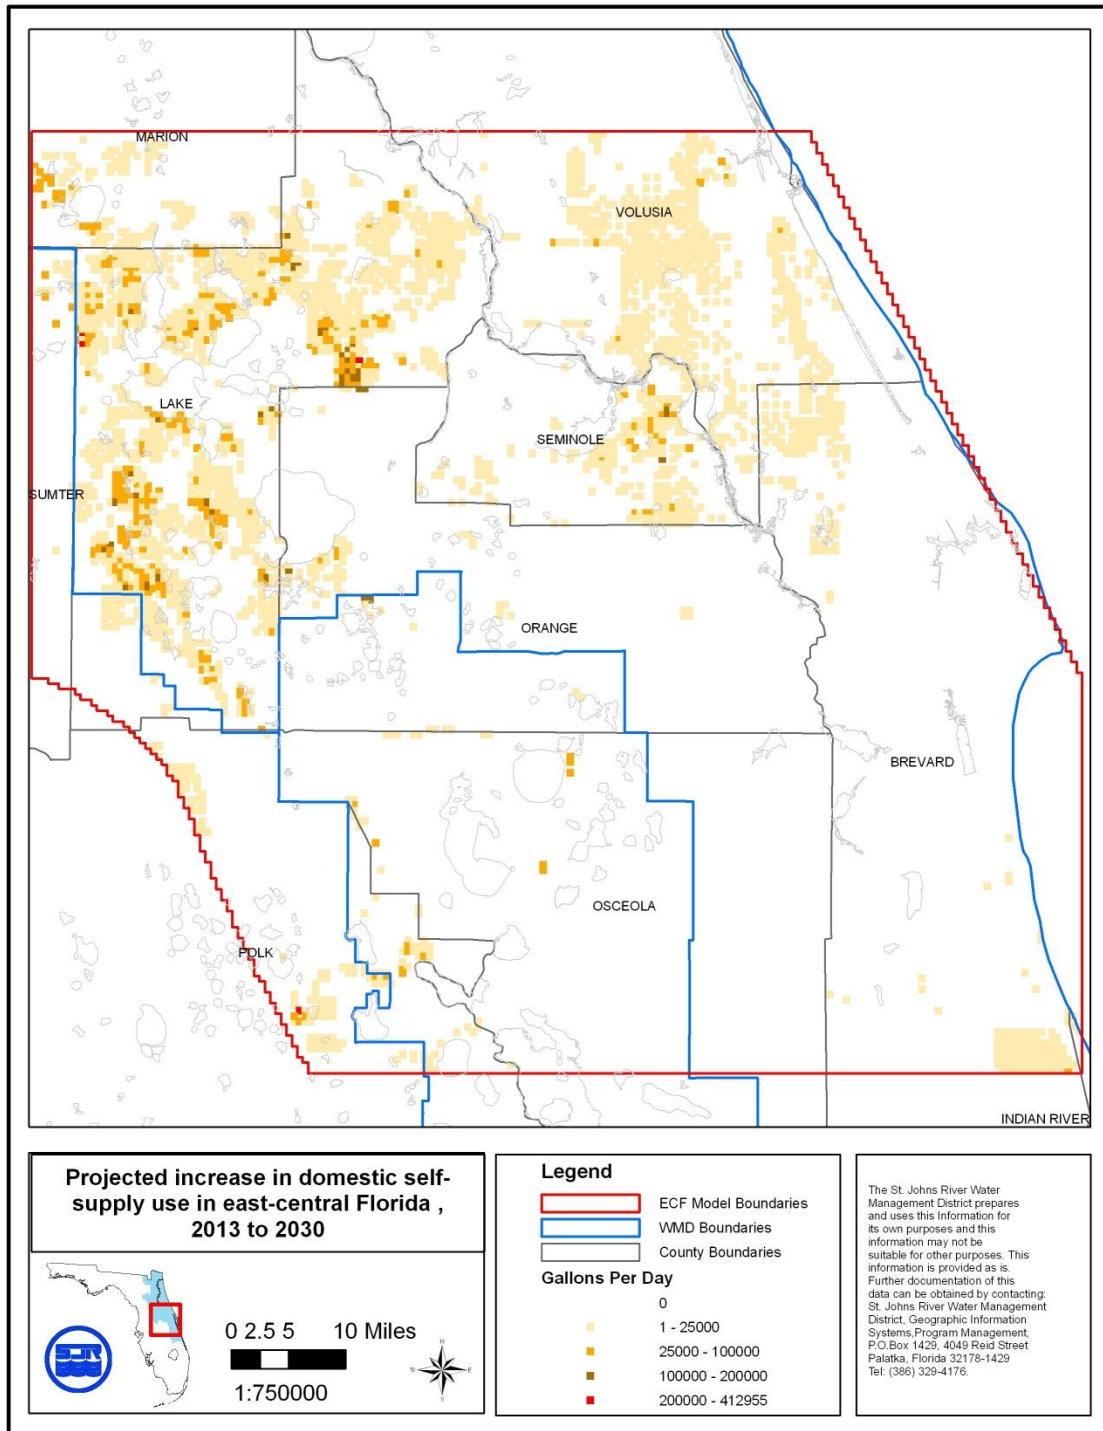 MARION
VOLUSIA
LAKE
SEMINOLE
SUMTER
ORANGE
BREVARD
OSCEOLA
POLK
INDIAN RIVER
Projected increase in domestic self-
supply use in east-central Florida ,
2013 to 2030
SJR
0 2.5 5 10 Miles
1:750000
N
W E
S
Legend
ECF Model Boundaries
WMD Boundaries
County Boundaries
Gallons Per Day
0
1 - 25000
25000 - 100000
100000 - 200000
200000 - 412955
The St. Johns River Water
Management District prepares
and uses this Information for
its own purposes and this
information may not be
suitable for other purposes. This
information is provided as is.
Further documentation of this
data can be obtained by contacting:
St. Johns River Water Management
District, Geographic Information
Systems,Program Management,
P.O.Box 1429, 4049 Reid Street
Palatka, Florida 32178-1429
Tel: (386) 329-4176.